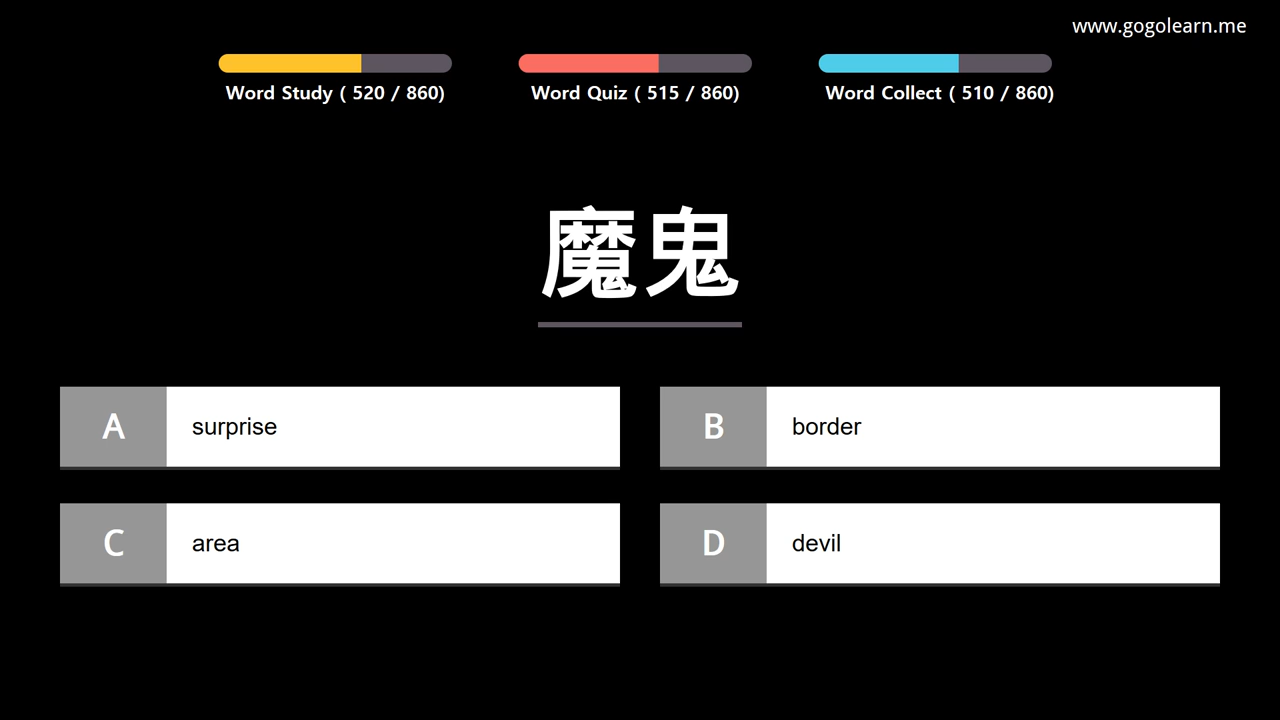 www.gogolearn.me
Word Study ( 520 / 860)
Word Quiz ( 515 / 860)
Word Collect ( 510 / 860)
魔鬼
A surprise
B border
C area
D devil